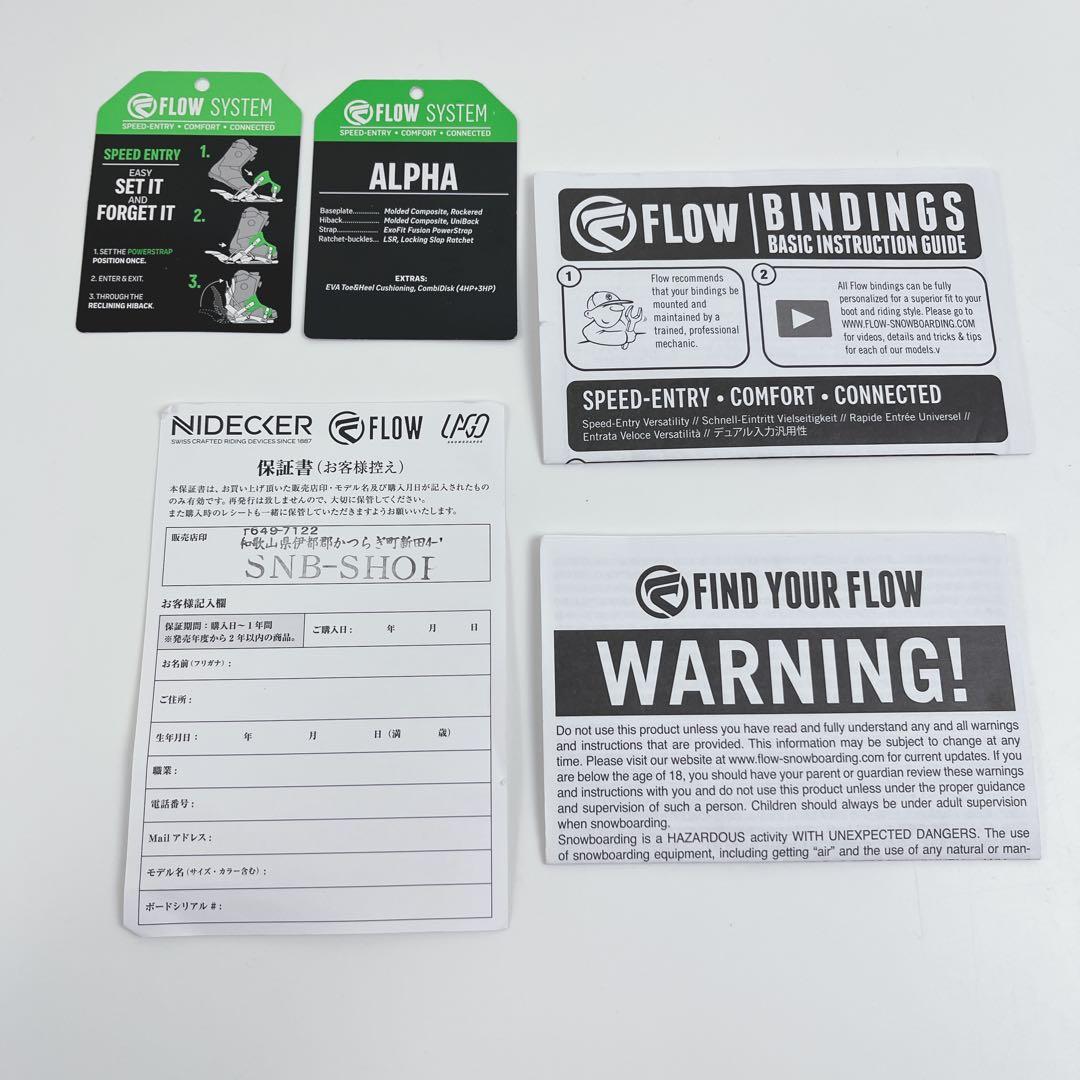 FLOW SYSTEM
SPEED-ENTRY • COMFORT • CONNECTED
SPEED ENTRY
EASY
SET IT
AND
FORGET IT
1. SET THE POWERSTRAP
POSITION ONCE.
2. ENTER & EXIT.
3. THROUGH THE
RECLINING HIBACK.
1.
2.
3.
FLOW SYSTEM
SPEED-ENTRY • COMFORT • CONNECTED
ALPHA
Baseplate............ Molded Composite, Rockered
Hiback................. Molded Composite, UniBack
Strap.................... ExoFit Fusion PowerStrap
Ratchet-buckles... LSR, Locking Slap Ratchet
EXTRAS:
EVA Toe&Heel Cushioning, CombiDisk (4HP+3HP)
FLOW
BINDINGS
BASIC INSTRUCTION GUIDE
1
Flow recommends
that your bindings be
mounted and
maintained by a
trained, professional
mechanic.
2
All Flow bindings can be fully
personalized for a superior fit to your
boot and riding style. Please go to
WWW.FLOW-SNOWBOARDING.COM
for videos, details and tricks & tips
for each of our models.v
SPEED-ENTRY • COMFORT • CONNECTED
Speed-Entry Versatility // Schnell-Eintritt Vielseitigkeit // Rapide Entrée Universel //
Entrata Veloce Versatilità // デュアル入力汎用性
NIDECKER
SWISS CRAFTED RIDING DEVICES SINCE 1887
FLOW
SNOWBOARDS
保証書(お客様控え)
本保証書は、お買い上げ頂いた販売店印・モデル名及び購入月日が記入されたもの
のみ有効です。再発行は致しませんので、大切に保管してください。
また購入時のレシートも一緒に保管していただきますようお願いいたします。
販売店印
〒649-7122
和歌山県伊都郡かつらぎ町新田
SNB-SHOP
お客様記入欄
保証期間:購入日~1年間
※発売年度から2年以内の商品。
ご購入日: 年 月 日
お名前(フリガナ):
ご住所:
生年月日: 年 月 日(満 歳)
職業:
電話番号:
Mail アドレス:
モデル名(サイズ・カラー含む):
ボードシリアル #:
FIND YOUR FLOW
WARNING!
Do not use this product unless you have read and fully understand any and all warnings
and instructions that are provided. This information may be subject to change at any
time. Please visit our website at www.flow-snowboarding.com for current updates. If you
are below the age of 18, you should have your parent or guardian review these warnings
and instructions with you and do not use this product unless under the proper guidance
and supervision of such a person. Children should always be under adult supervision
when snowboarding.
Snowboarding is a HAZARDOUS activity WITH UNEXPECTED DANGERS. The use
of snowboarding equipment, including getting “air” and the use of any natural or man-